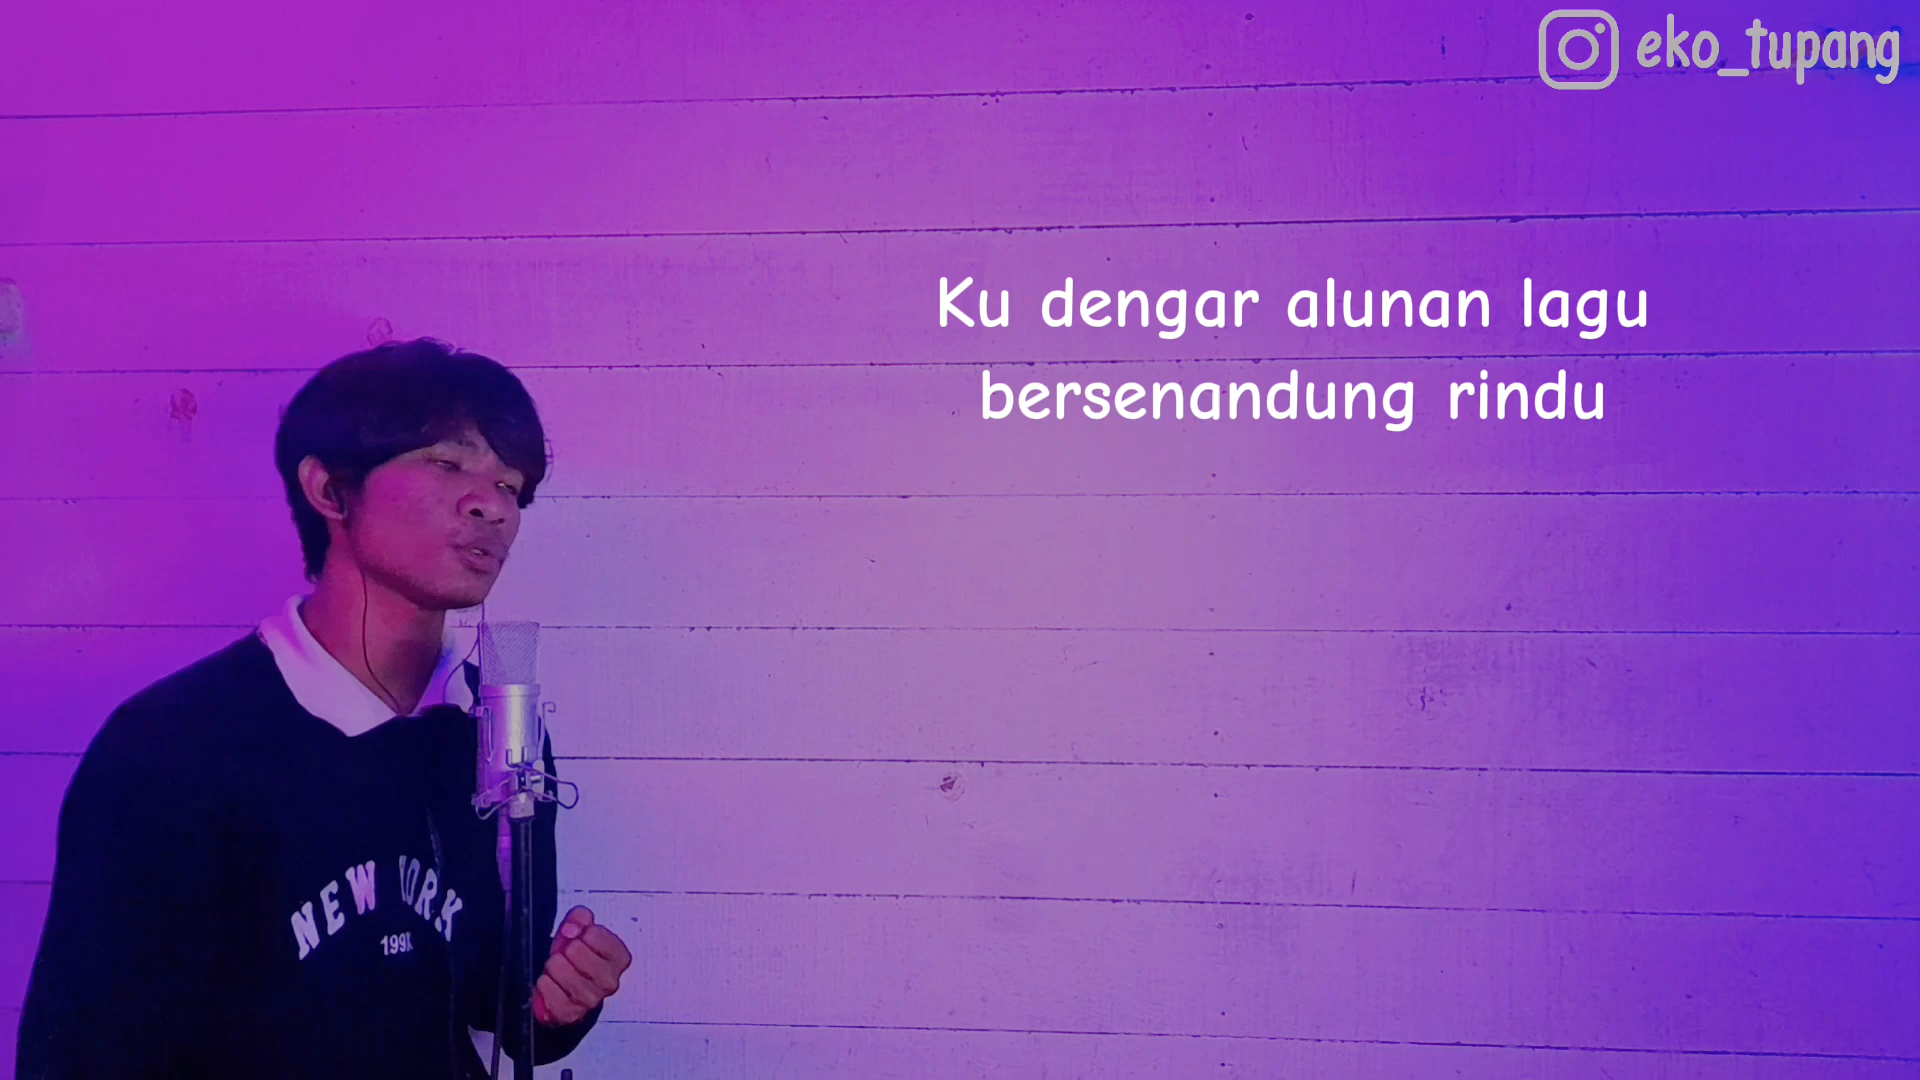 eko_tupang
Ku dengar alunan lagu
bersenandung rindu
NEW YORK
199X